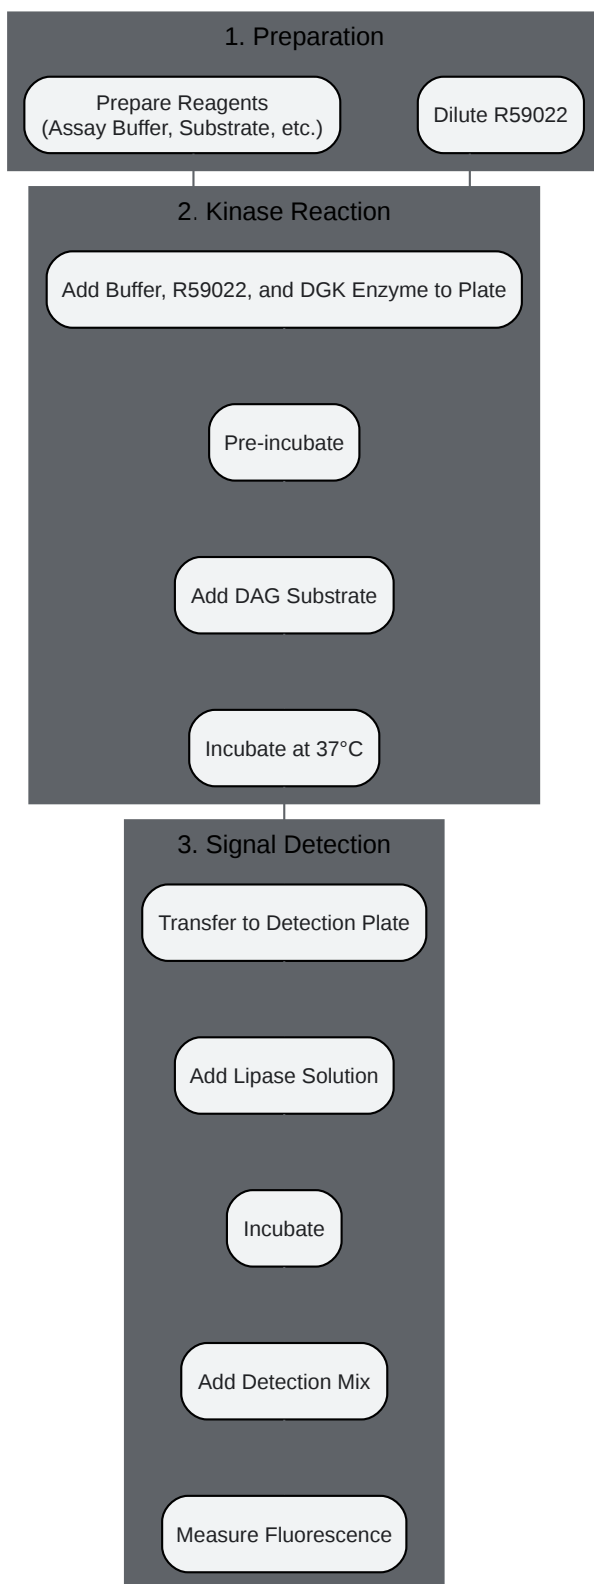 1. Preparation
Prepare Reagents
(Assay Buffer, Substrate, etc.)
Dilute R59022
2. Kinase Reaction
Add Buffer, R59022, and DGK Enzyme to Plate
Pre-incubate
Add DAG Substrate
Incubate at 37°C
3. Signal Detection
Transfer to Detection Plate
Add Lipase Solution
Incubate
Add Detection Mix
Measure Fluorescence